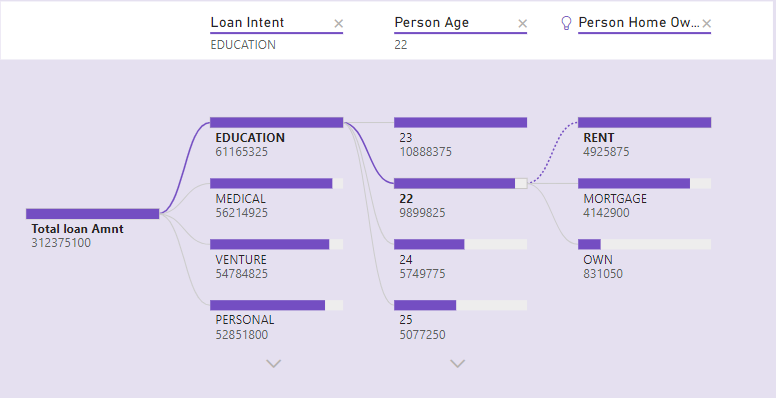 Loan Intent
EDUCATION
Person Age
22
Person Home Ow...
Total loan Amnt
312375100
EDUCATION
61165325
MEDICAL
56214925
VENTURE
54784825
PERSONAL
52851800
23
10888375
22
9899825
24
5749775
25
5077250
RENT
4925875
MORTGAGE
4142900
OWN
831050